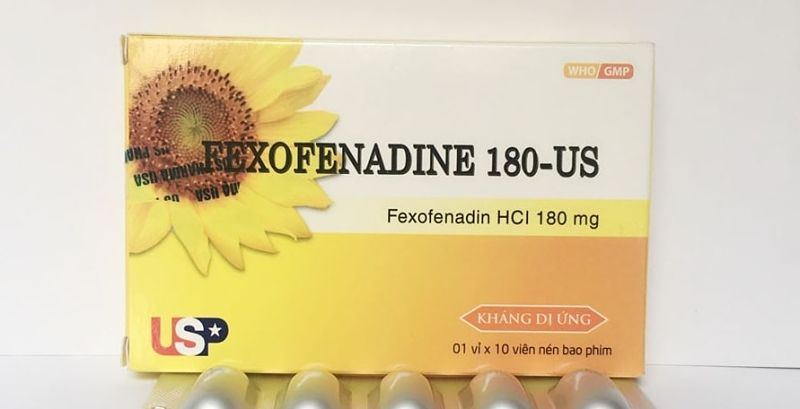 WHO/GMP
FEXOFENADINE 180-US
Fexofenadin HCl 180 mg
KHÁNG DỊ ỨNG
USP
01 vỉ x 10 viên nén bao phim